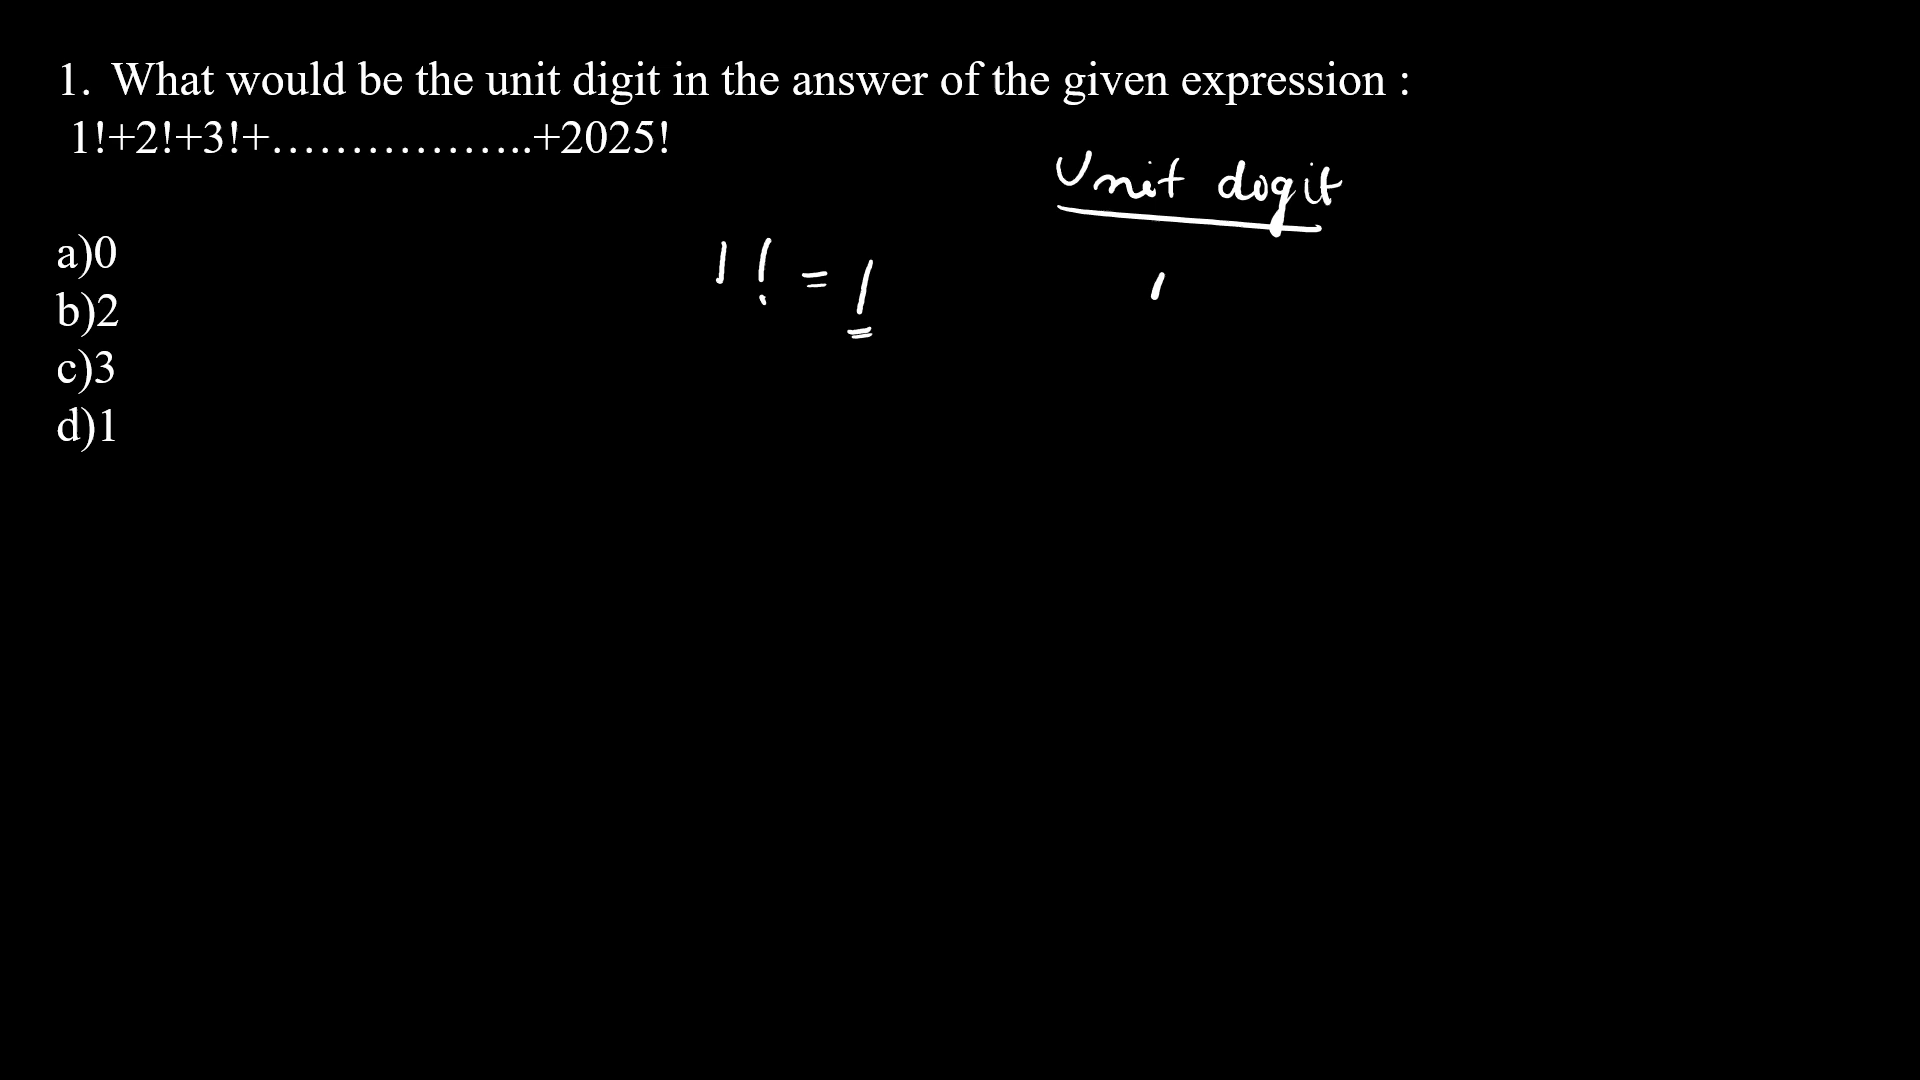 1. What would be the unit digit in the answer of the given expression :
1!+2!+3!+……………..+2025!
Unit dogit
a)0
1! = 1
1
b)2
c)3
d)1